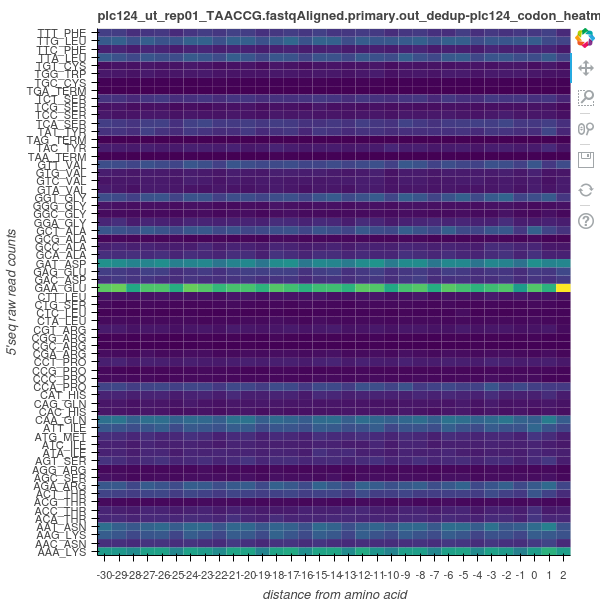 plc124_ut_rep01_TAACCG.fastqAligned.primary.out_dedup-plc124_codon_heatm
TTT_PHE
TTG_LEU
TTC_PHE
TTA_LEU
TGT_CYS
TGG_TRP
TGC_CYS
TGA_TERM
TCT_SER
TCG_SER
TCC_SER
TCA_SER
TAT_TYR
TAG_TERM
TAC_TYR
TAA_TERM
GTT_VAL
GTG_VAL
GTC_VAL
GTA_VAL
GGT_GLY
GGG_GLY
GGC_GLY
GGA_GLY
GCT_ALA
GCG_ALA
GCC_ALA
GCA_ALA
GAT_ASP
GAG_GLU
GAC_ASP
GAA_GLU
CTT_LEU
CTG_SER
CTC_LEU
CTA_LEU
CGT_ARG
CGG_ARG
CGC_ARG
CGA_ARG
CCT_PRO
CCG_PRO
CCC_PRO
CCA_PRO
CAT_HIS
CAG_GLN
CAC_HIS
CAA_GLN
ATT_ILE
ATG_MET
ATC_ILE
ATA_ILE
AGT_SER
AGG_ARG
AGC_SER
AGA_ARG
ACT_THR
ACG_THR
ACC_THR
ACA_THR
AAT_ASN
AAG_LYS
AAC_ASN
AAA_LYS
5'seq raw read counts
-30-29-28-27-26-25-24-23-22-21-20-19-18-17-16-15-14-13-12-11-10-9 -8 -7 -6 -5 -4 -3 -2 -1 0 1 2
distance from amino acid